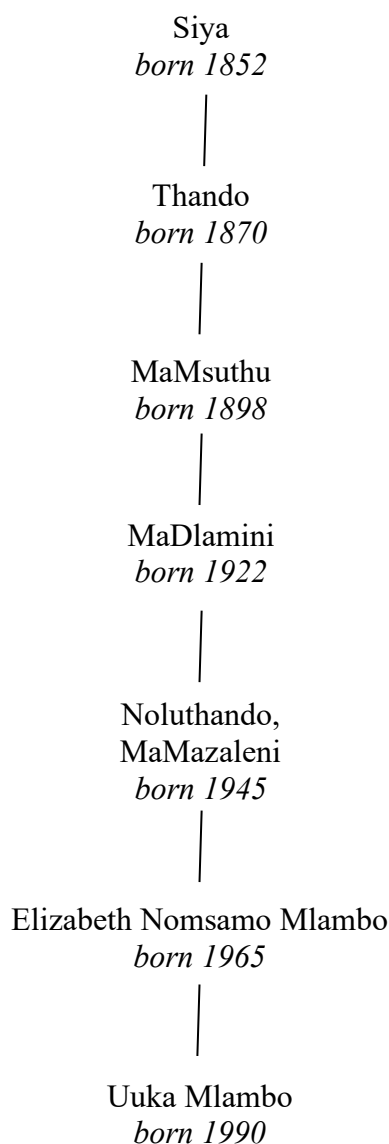 Siya
born 1852
Thando
born 1870
MaMsuthu
born 1898
MaDlamini
born 1922
Noluthando,
MaMazaleni
born 1945
Elizabeth Nomsamo Mlambo
born 1965
Uuka Mlambo
born 1990